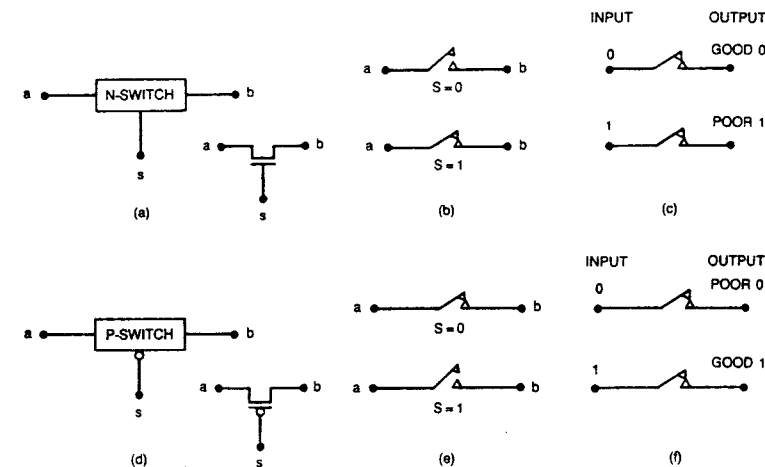 INPUT OUTPUT
0 GOOD 0
a N-SWITCH b
a b
S = 0
1 POOR 1
a b
S = 1
s
a b
s
(a) (b) (c)
INPUT OUTPUT
0 POOR 0
a P-SWITCH b
a b
S = 0
1 GOOD 1
a b
S = 1
s
a b
s
(d) (e) (f)